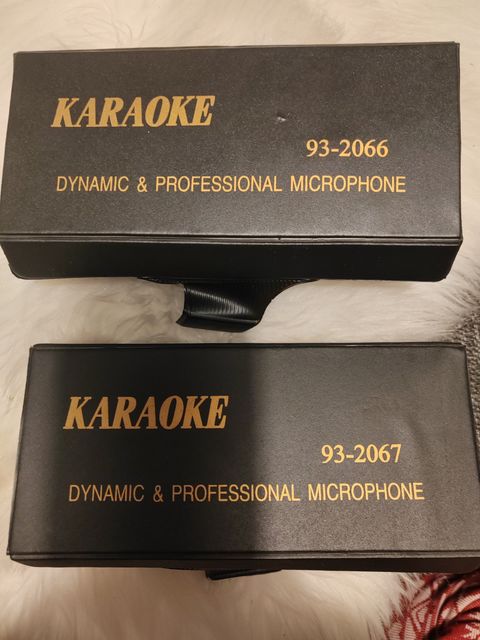 KARAOKE
93-2066
DYNAMIC & PROFESSIONAL MICROPHONE
KARAOKE
93-2067
DYNAMIC & PROFESSIONAL MICROPHONE